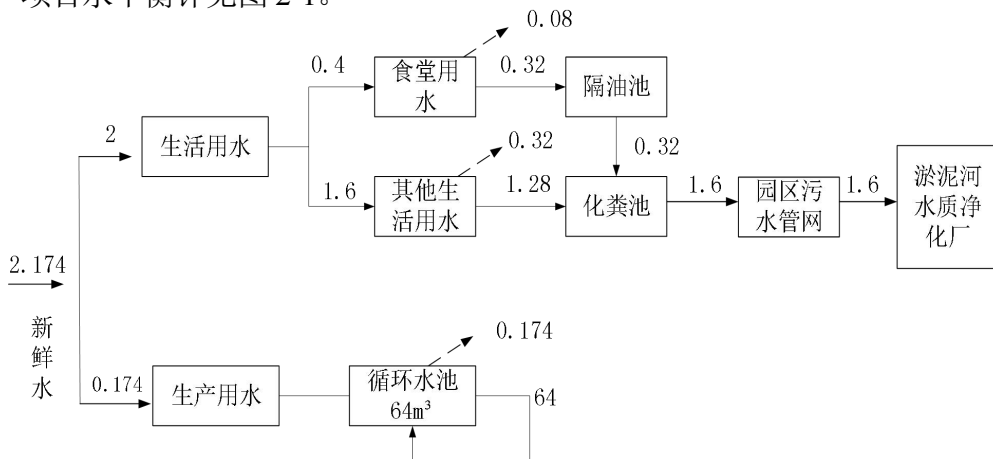 0.08
0.4
食堂用
水
0.32
隔油池
2
生活用水
0.32
0.32
1.6
其他生
活用水
1.28
化粪池
1.6
园区污
水管网
1.6
淤泥河
水质净
化厂
2.174
新
鲜
水
0.174
0.174
生产用水
循环水池
64m³
64